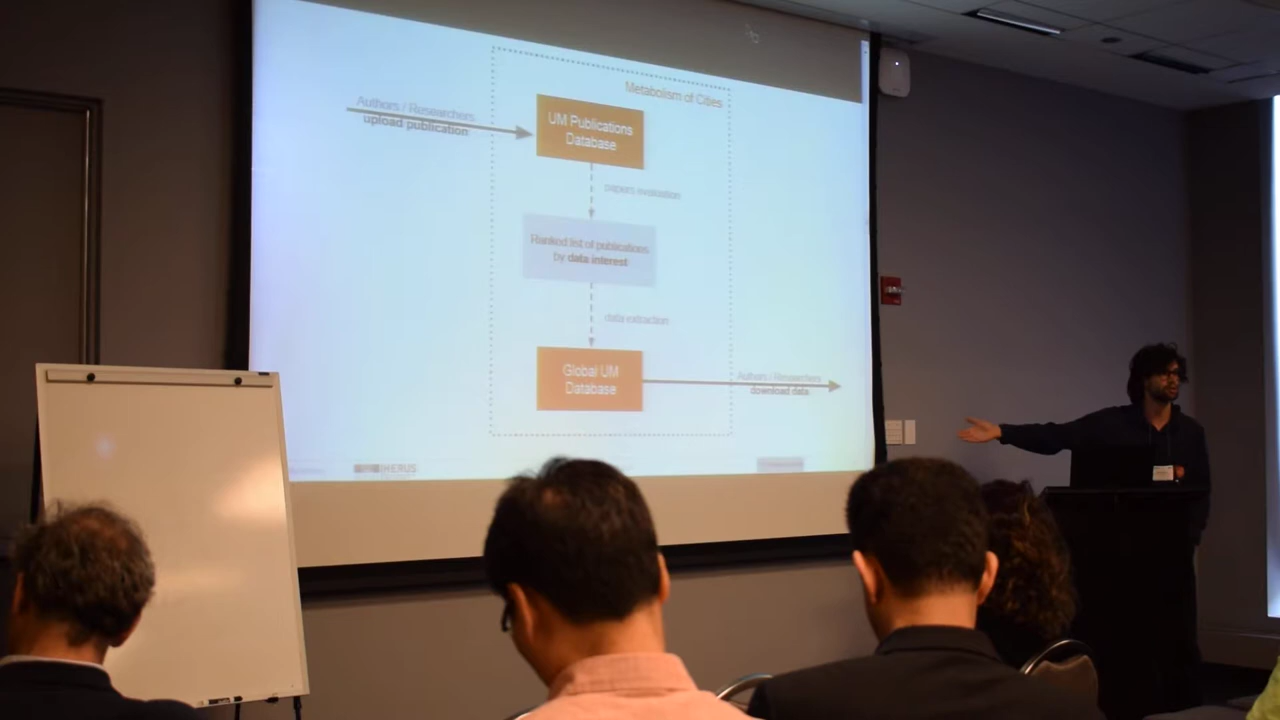 Metabolism of Cities
Authors / Researchers
upload publication
UM Publications
Database
papers evaluation
Ranked list of publications
by data interest
data extraction
Global UM
Database
Authors / Researchers
download data
HERUS